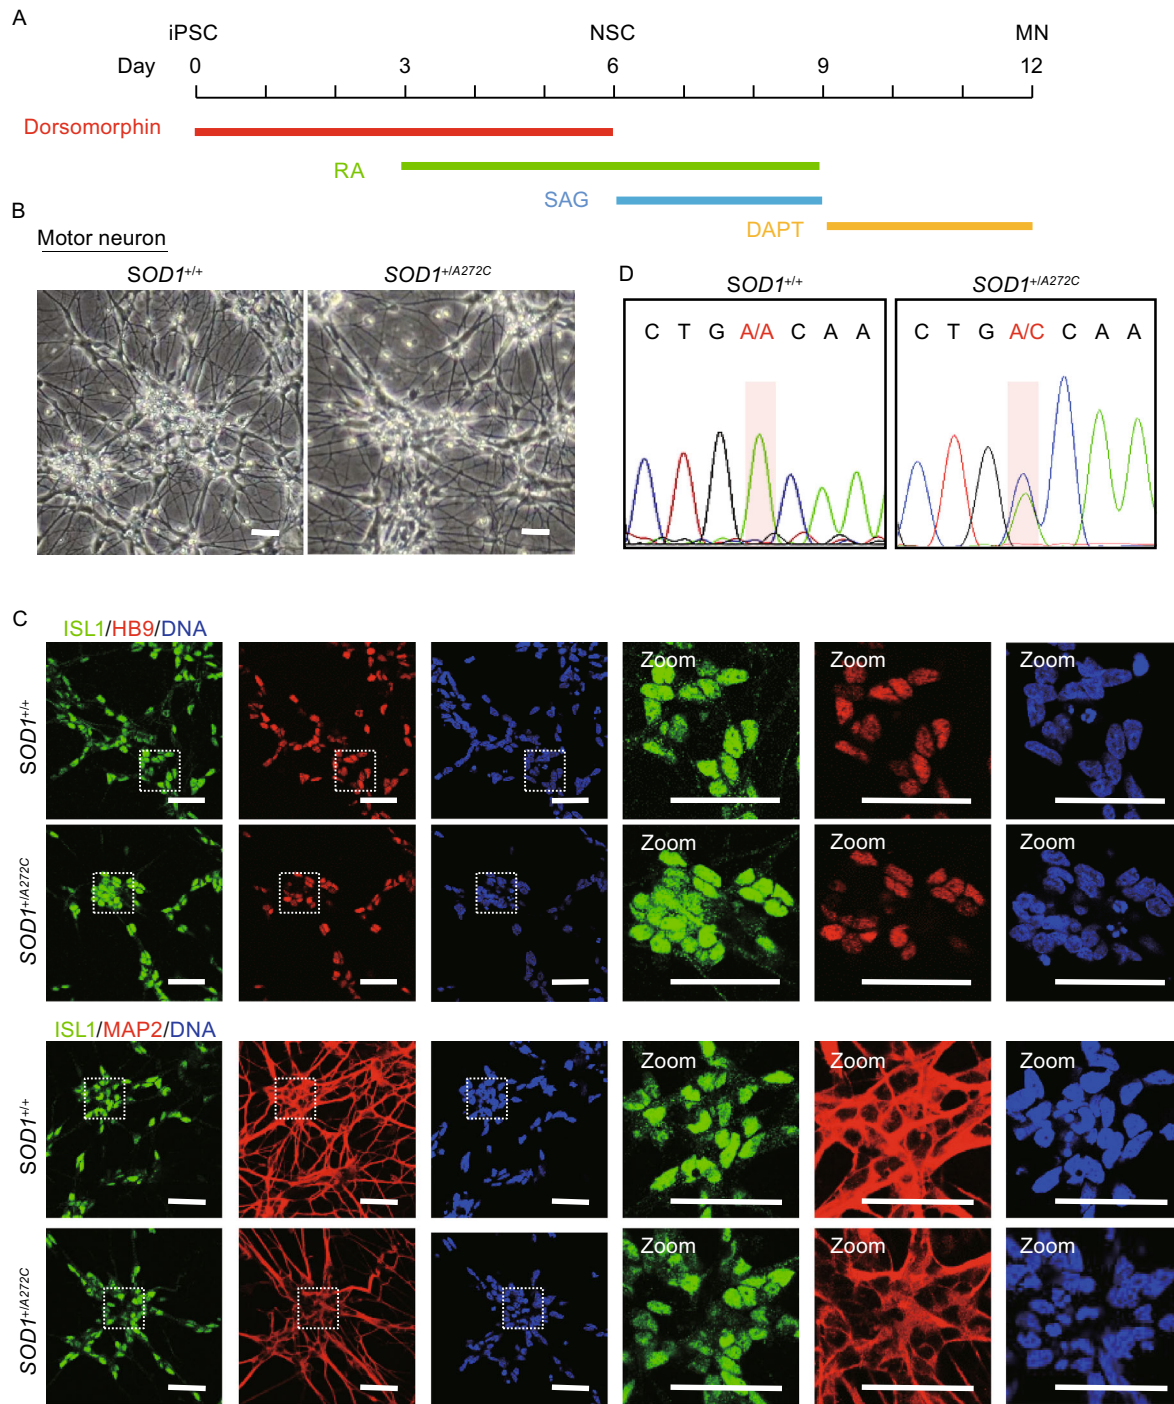 A
iPSC NSC MN
Day 0 3 6 9 12
Dorsomorphin
RA
SAG
DAPT
B
Motor neuron
SOD1+/+ SOD1+/A272C
D
SOD1+/+ SOD1+/A272C
C T G A/A C A A
C T G A/C C A A
C
ISL1/HB9/DNA
SOD1+/+
Zoom Zoom Zoom
SOD1+/A272C
Zoom Zoom Zoom
ISL1/MAP2/DNA
SOD1+/+
Zoom Zoom Zoom
SOD1+/A272C
Zoom Zoom Zoom